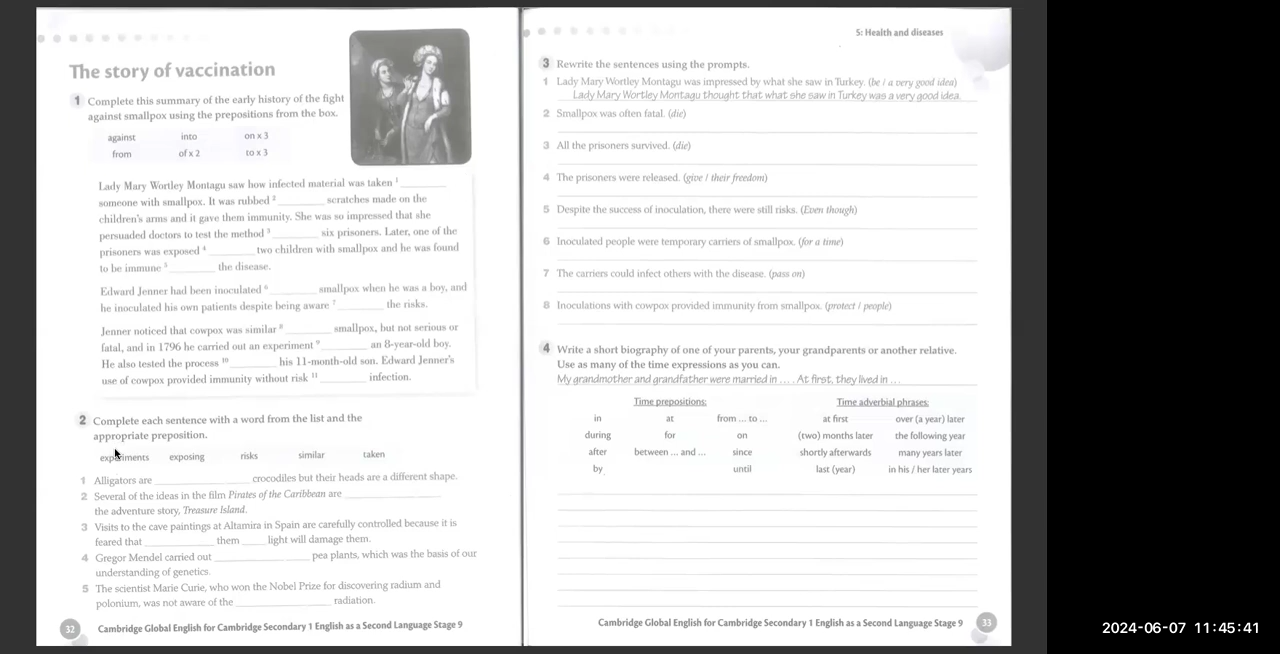 The story of vaccination
1 Complete this summary of the early history of the fight
against smallpox using the prepositions from the box.
against into on x 3
from of x 2 to x 3
Lady Mary Wortley Montagu saw how infected material was taken 1 ________
someone with smallpox. It was rubbed 2 ________ scratches made on the
children's arms and it gave them immunity. She was so impressed that she
persuaded doctors to test the method 3 ________ six prisoners. Later, one of the
prisoners was exposed 4 ________ two children with smallpox and he was found
to be immune 5 ________ the disease.
Edward Jenner had been inoculated 6 ________ smallpox when he was a boy, and
he inoculated his own patients despite being aware 7 ________ the risks.
Jenner noticed that cowpox was similar 8 ________ smallpox, but not serious or
fatal, and in 1796 he carried out an experiment 9 ________ an 8-year-old boy.
He also tested the process 10 ________ his 11-month-old son. Edward Jenner's
use of cowpox provided immunity without risk 11 ________ infection.
2 Complete each sentence with a word from the list and the
appropriate preposition.
experiments exposing risks similar taken
1 Alligators are ________ crocodiles but their heads are a different shape.
2 Several of the ideas in the film Pirates of the Caribbean are ________
the adventure story, Treasure Island.
3 Visits to the cave paintings at Altamira in Spain are carefully controlled because it is
feared that ________ them ____ light will damage them.
4 Gregor Mendel carried out ________ pea plants, which was the basis of our
understanding of genetics.
5 The scientist Marie Curie, who won the Nobel Prize for discovering radium and
polonium, was not aware of the ________ radiation.
32 Cambridge Global English for Cambridge Secondary 1 English as a Second Language Stage 9
5: Health and diseases
3 Rewrite the sentences using the prompts.
1 Lady Mary Wortley Montagu was impressed by what she saw in Turkey. (be / a very good idea)
Lady Mary Wortley Montagu thought that what she saw in Turkey was a very good idea.
2 Smallpox was often fatal. (die)
3 All the prisoners survived. (die)
4 The prisoners were released. (give / their freedom)
5 Despite the success of inoculation, there were still risks. (Even though)
6 Inoculated people were temporary carriers of smallpox. (for a time)
7 The carriers could infect others with the disease. (pass on)
8 Inoculations with cowpox provided immunity from smallpox. (protect / people)
4 Write a short biography of one of your parents, your grandparents or another relative.
Use as many of the time expressions as you can.
My grandmother and grandfather were married in ... . At first, they lived in ...
Time prepositions: Time adverbial phrases:
in at from ... to ... at first over (a year) later
during for on (two) months later the following year
after between ... and ... since shortly afterwards many years later
by until last (year) in his / her later years
Cambridge Global English for Cambridge Secondary 1 English as a Second Language Stage 9 33
2024-06-07 11:45:41